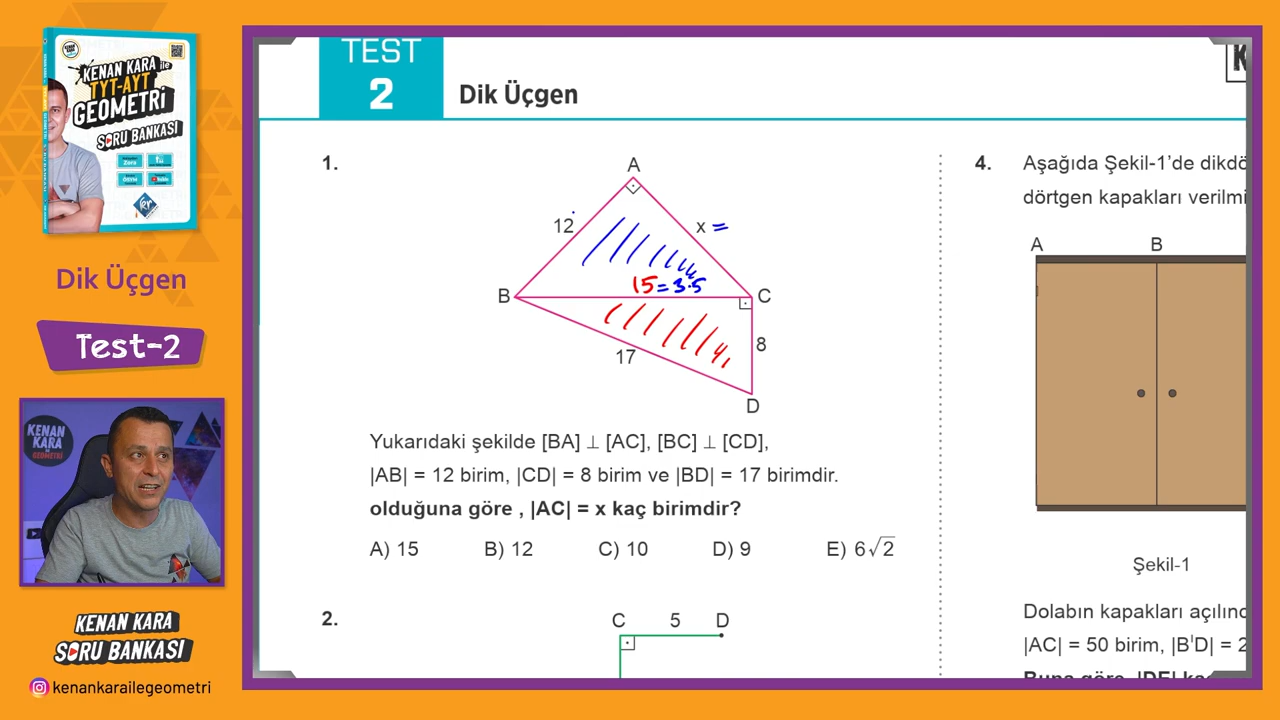 KENAN KARA ile
TYT-AYT
GEOMETRİ
SORU BANKASI
Dik Üçgen
Test-2
KENAN KARA
GEOMETRİ
KENAN KARA
SORU BANKASI
kenankarailegeometri
TEST
2
Dik Üçgen
1.
A
12
x =
15=3.5
B
C
17
8
D
Yukarıdaki şekilde [BA] ⊥ [AC], [BC] ⊥ [CD],
|AB| = 12 birim, |CD| = 8 birim ve |BD| = 17 birimdir.
olduğuna göre , |AC| = x kaç birimdir?
A) 15 B) 12 C) 10 D) 9 E) 6√2
2.
C 5 D
4.
Aşağıda Şekil-1'de dikdö
dörtgen kapakları verilmi
A B
Şekil-1
Dolabın kapakları açılınc
|AC| = 50 birim, |B'D| = 2